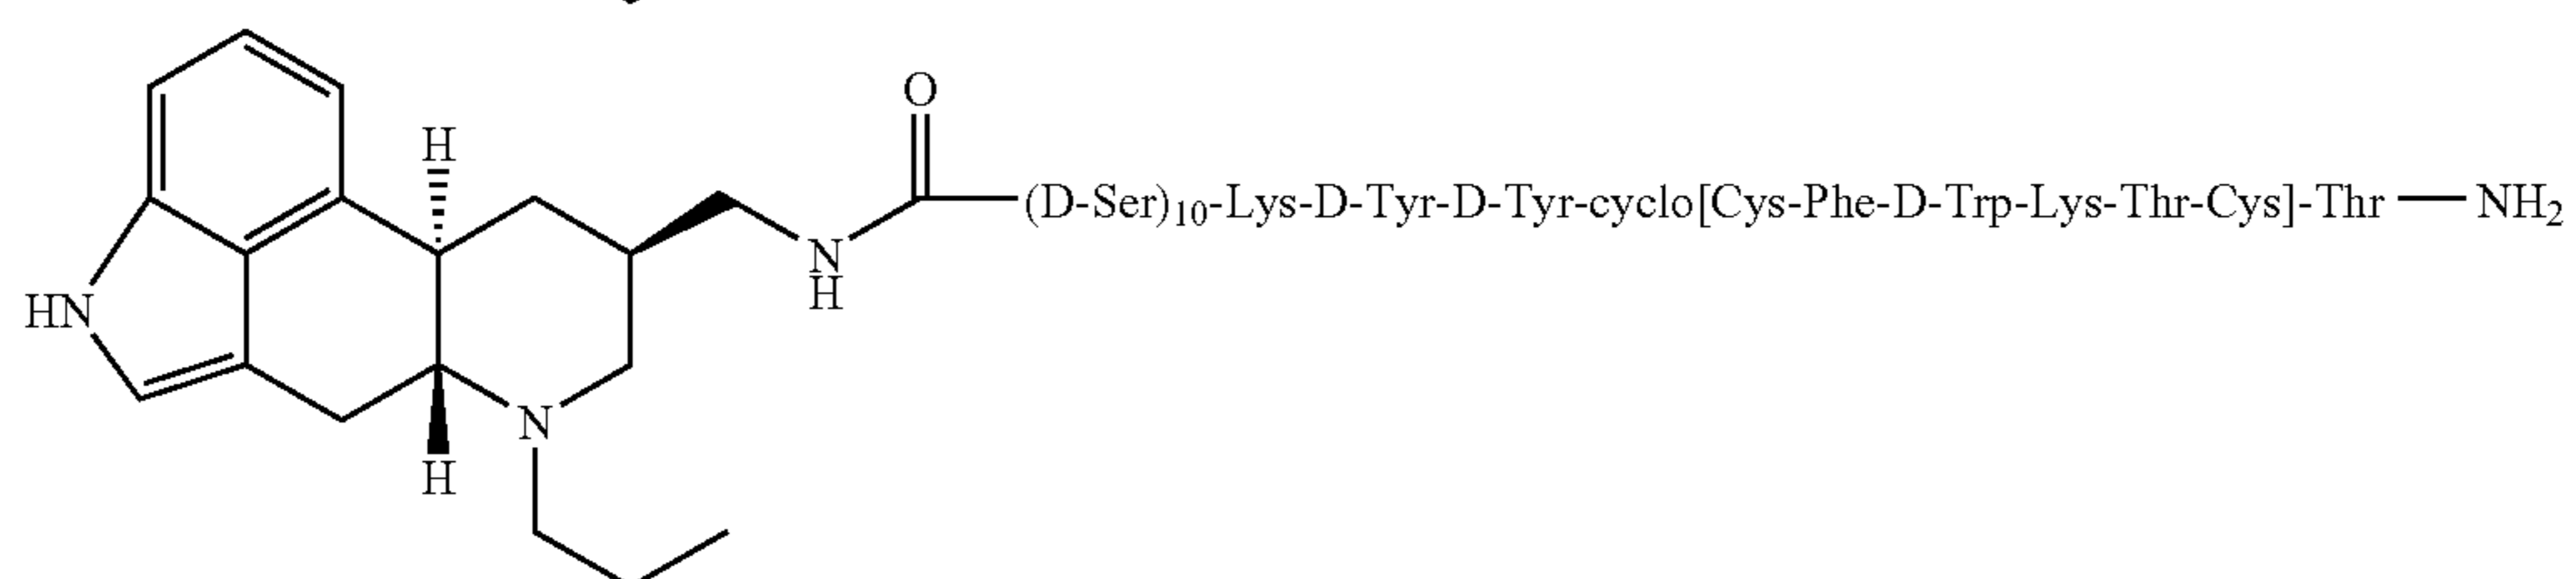 O
H
(D-Ser)10-Lys-D-Tyr-D-Tyr-cyclo[Cys-Phe-D-Trp-Lys-Thr-Cys]-Thr — NH2
N
H
HN
N
H